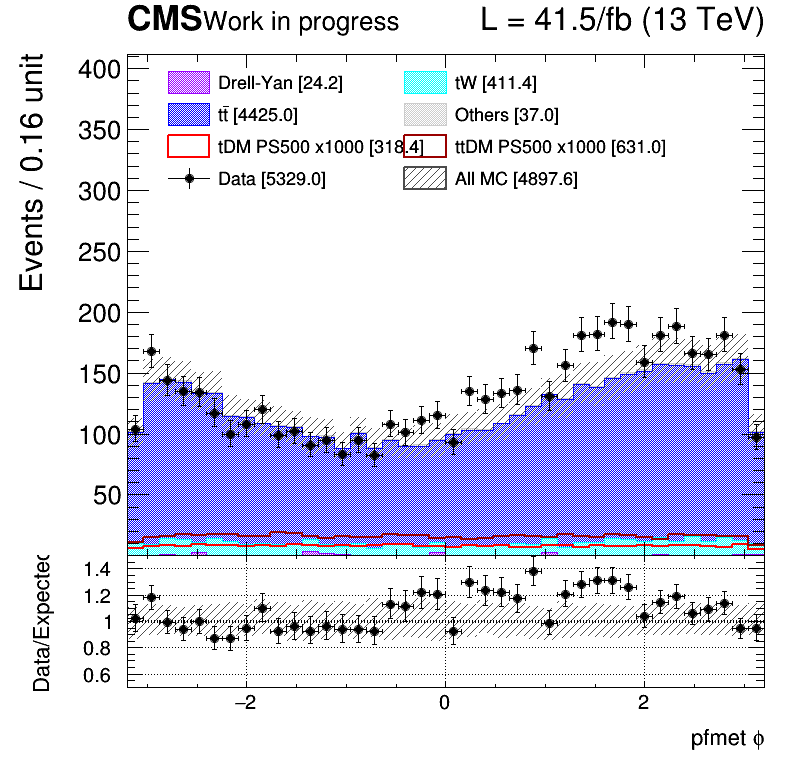 CMS Work in progress L = 41.5/fb (13 TeV)
Events / 0.16 unit
400
350
300
250
200
150
100
50
Drell-Yan [24.2] tW [411.4]
tt̄ [4425.0] Others [37.0]
tDM PS500 x1000 [318.4] ttDM PS500 x1000 [631.0]
Data [5329.0] All MC [4897.6]
Data/Expected
1.4
1.2
1
0.8
0.6
−2 0 2
pfmet ϕ